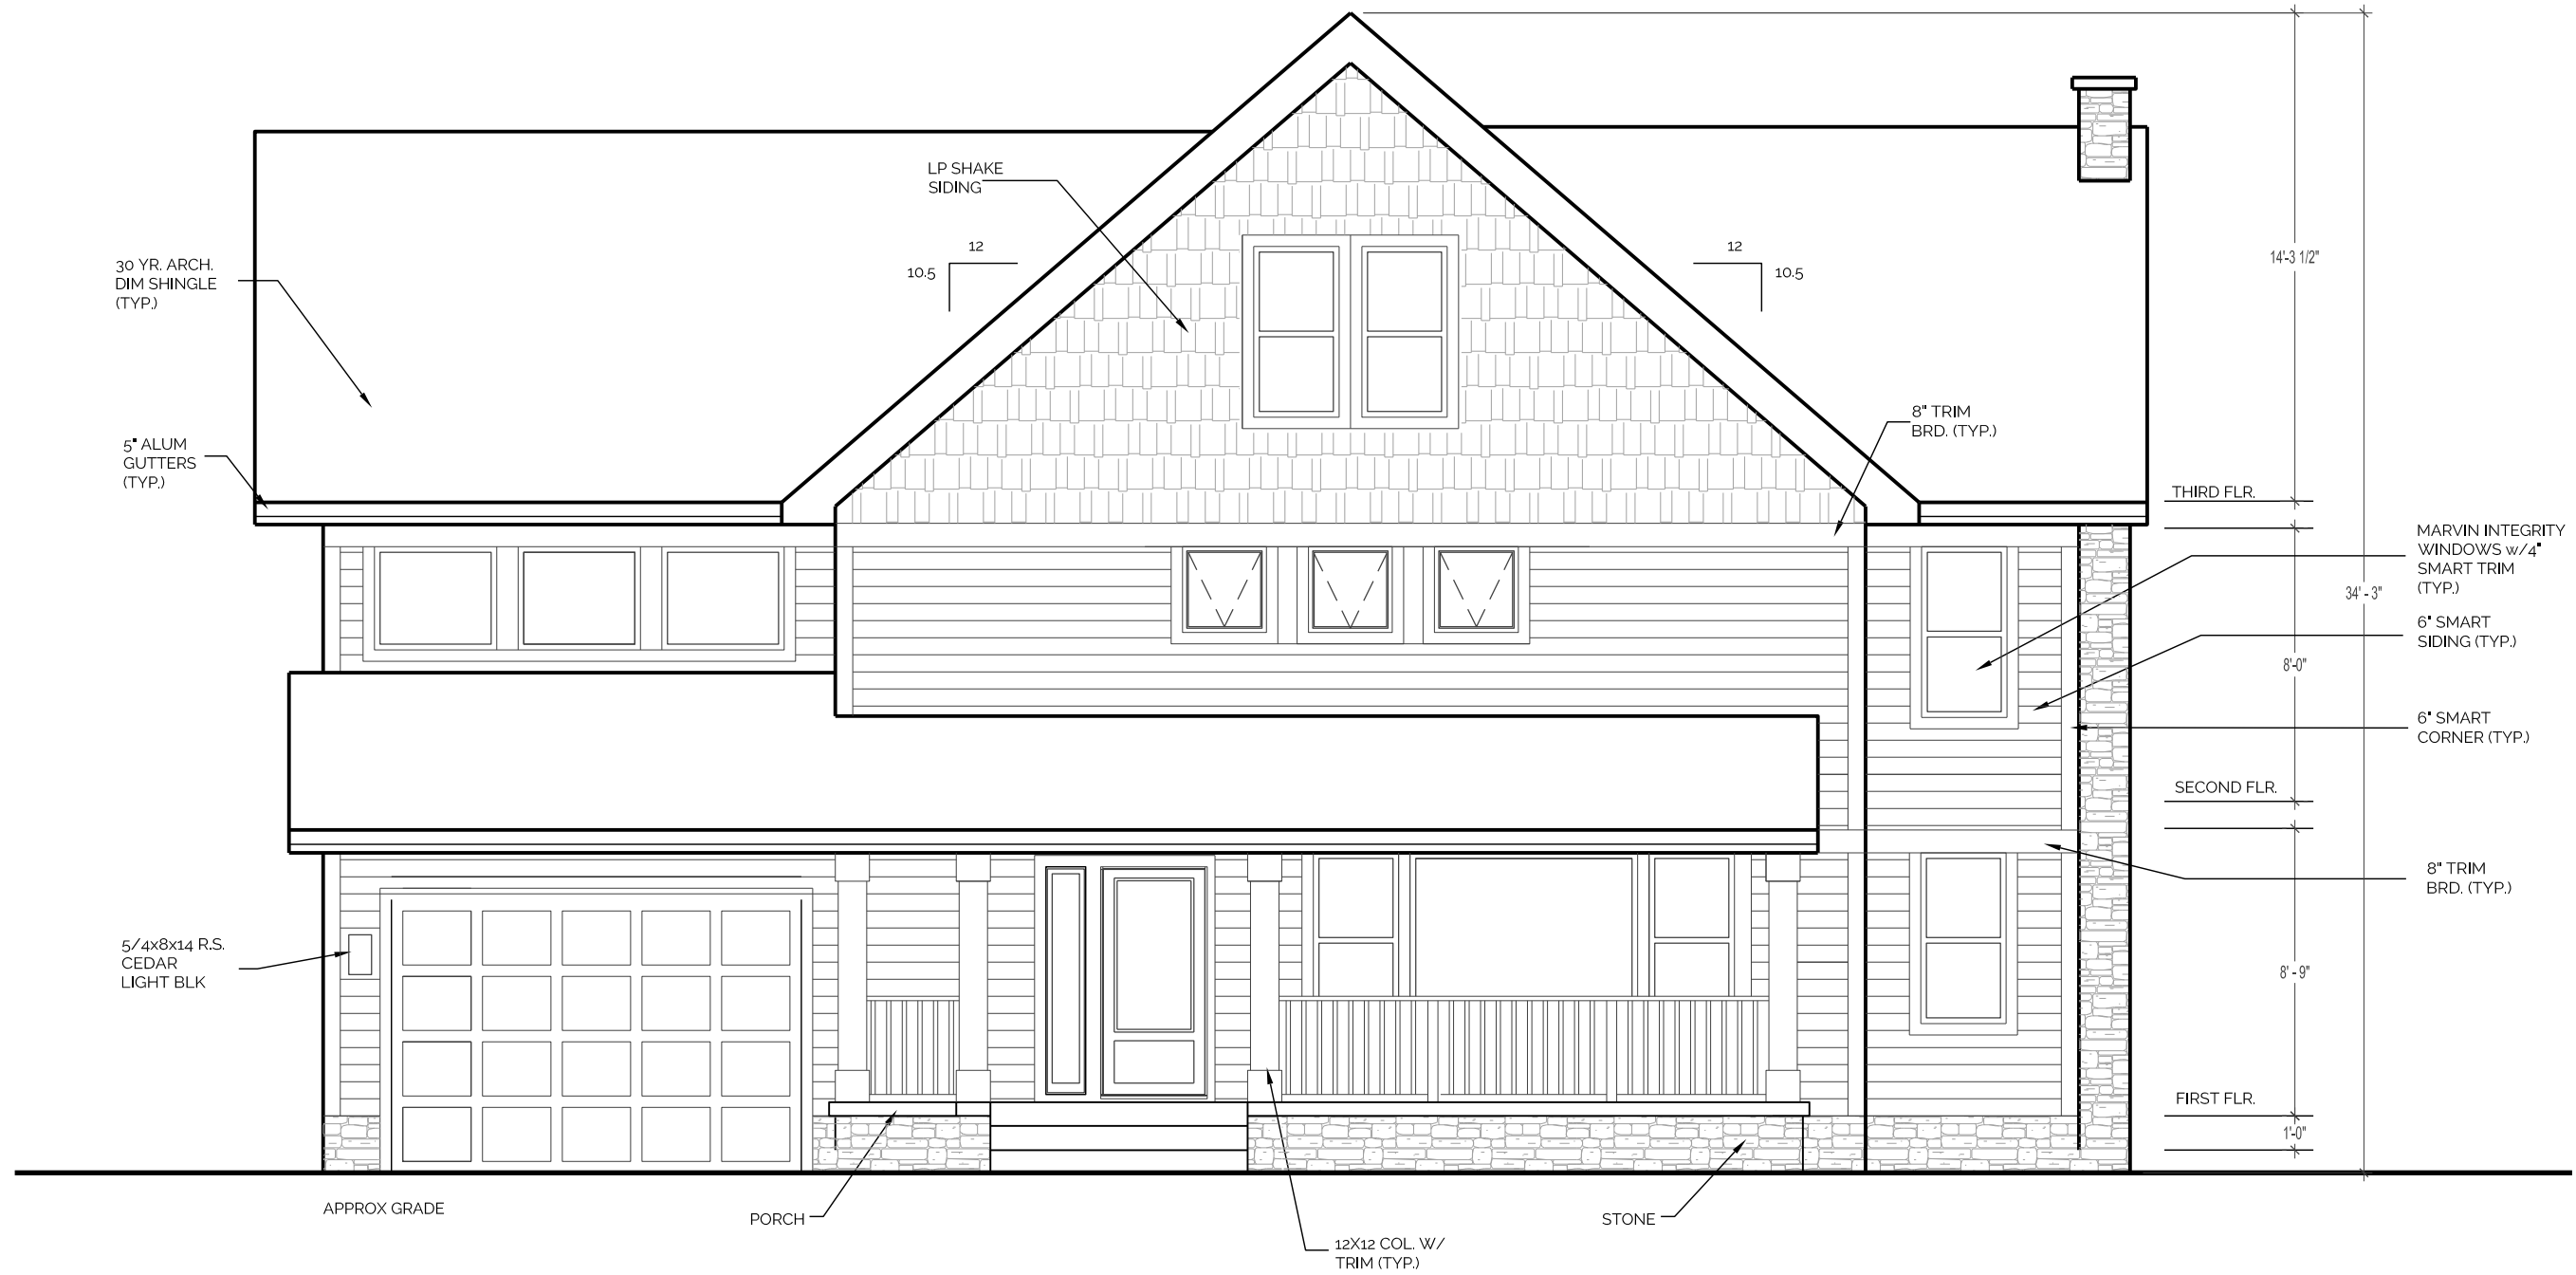 LP SHAKE
SIDING
12
10.5
12
10.5
14'-3 1/2"
30 YR. ARCH.
DIM SHINGLE
(TYP.)
5" ALUM
GUTTERS
(TYP.)
8" TRIM
BRD. (TYP.)
THIRD FLR.
MARVIN INTEGRITY
WINDOWS w/4"
SMART TRIM
(TYP.)
34' - 3"
6" SMART
SIDING (TYP.)
8'-0"
6" SMART
CORNER (TYP.)
SECOND FLR.
8" TRIM
BRD. (TYP.)
5/4x8x14 R.S.
CEDAR
LIGHT BLK
8' - 9"
FIRST FLR.
1'-0"
APPROX GRADE
PORCH
STONE
12X12 COL. W/
TRIM (TYP.)